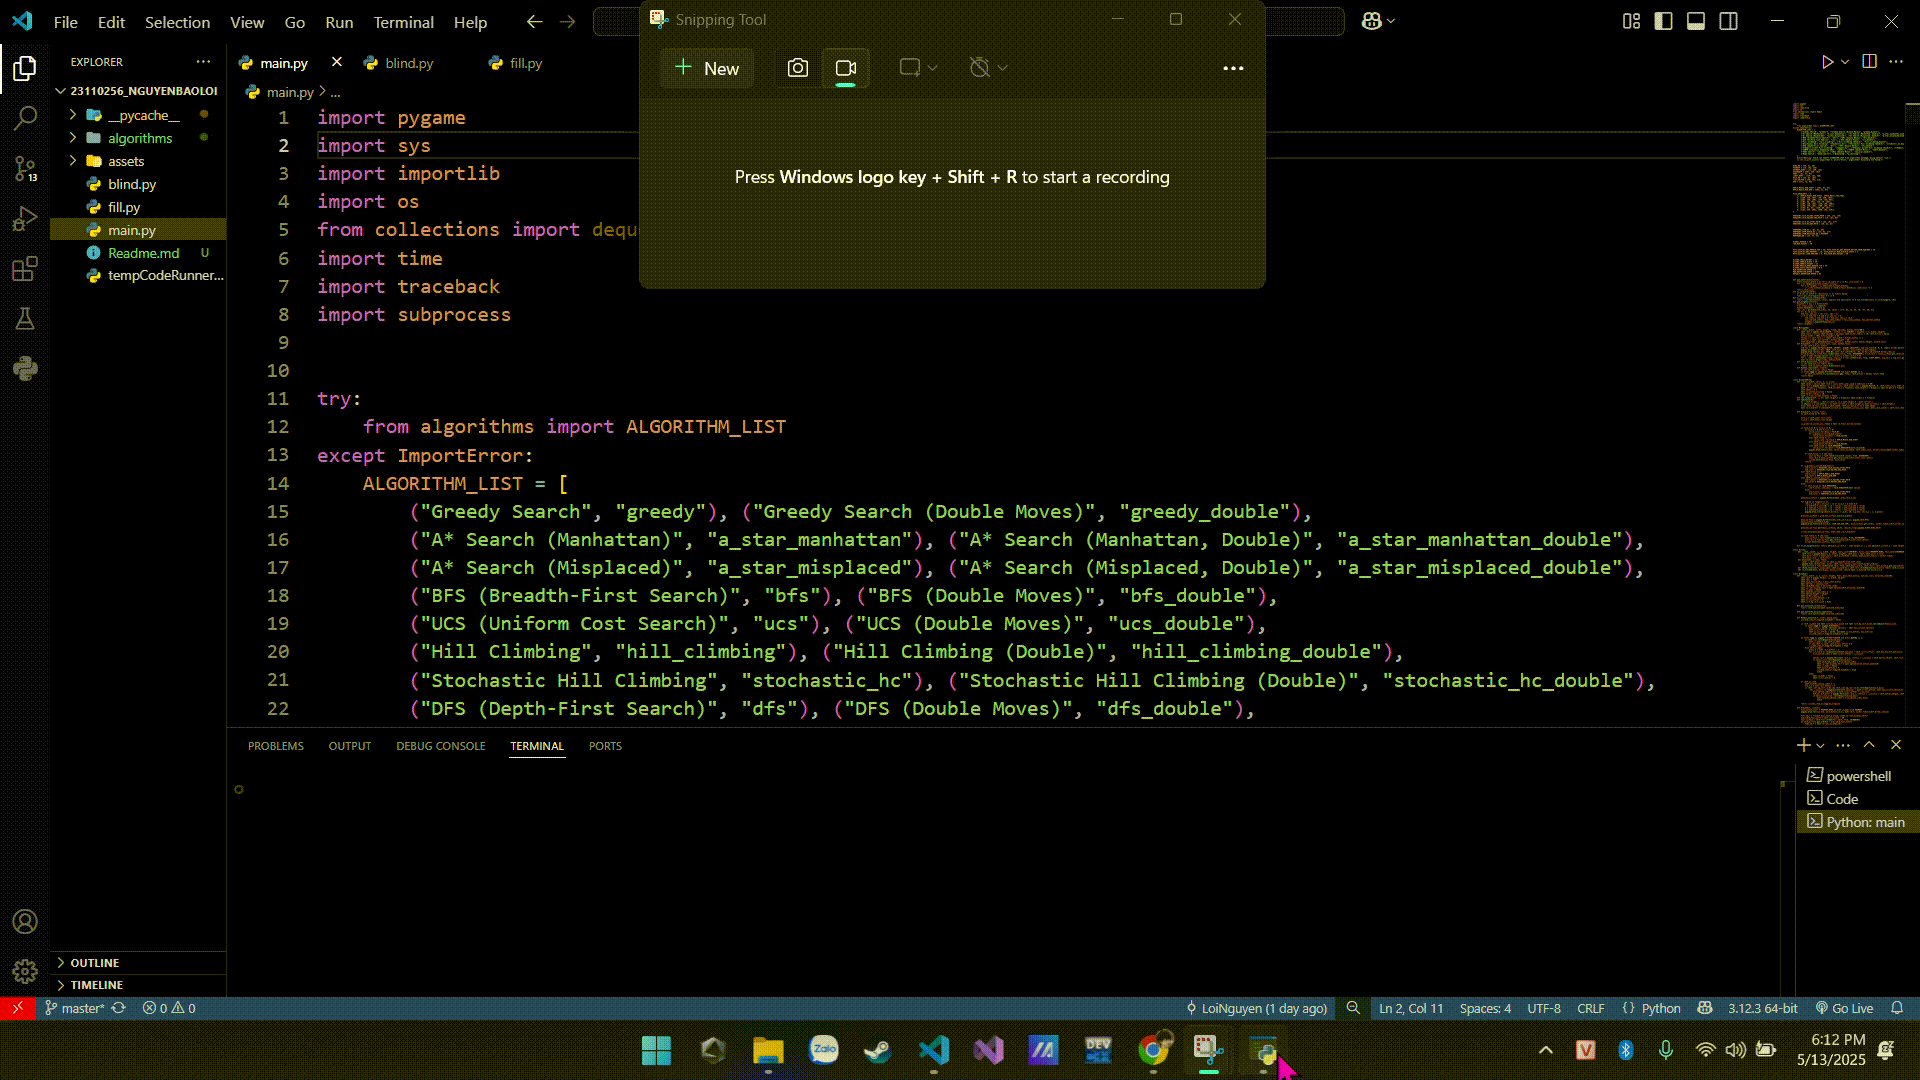 File Edit Selection View Go Run Terminal Help
Snipping Tool
New
Press Windows logo key + Shift + R to start a recording
EXPLORER
23110256_NGUYENBAOLOI
__pycache__
algorithms
assets
blind.py
fill.py
main.py
Readme.md U
tempCodeRunner...
OUTLINE
TIMELINE
13
main.py blind.py fill.py
main.py > ...
1 import pygame
2 import sys
3 import importlib
4 import os
5 from collections import dequ
6 import time
7 import traceback
8 import subprocess
9
10
11 try:
12 from algorithms import ALGORITHM_LIST
13 except ImportError:
14 ALGORITHM_LIST = [
15 ("Greedy Search", "greedy"), ("Greedy Search (Double Moves)", "greedy_double"),
16 ("A* Search (Manhattan)", "a_star_manhattan"), ("A* Search (Manhattan, Double)", "a_star_manhattan_double"),
17 ("A* Search (Misplaced)", "a_star_misplaced"), ("A* Search (Misplaced, Double)", "a_star_misplaced_double"),
18 ("BFS (Breadth-First Search)", "bfs"), ("BFS (Double Moves)", "bfs_double"),
19 ("UCS (Uniform Cost Search)", "ucs"), ("UCS (Double Moves)", "ucs_double"),
20 ("Hill Climbing", "hill_climbing"), ("Hill Climbing (Double)", "hill_climbing_double"),
21 ("Stochastic Hill Climbing", "stochastic_hc"), ("Stochastic Hill Climbing (Double)", "stochastic_hc_double"),
22 ("DFS (Depth-First Search)", "dfs"), ("DFS (Double Moves)", "dfs_double"),
PROBLEMS OUTPUT DEBUG CONSOLE TERMINAL PORTS
powershell
Code
Python: main
master* 0 0 LoiNguyen (1 day ago) Ln 2, Col 11 Spaces: 4 UTF-8 CRLF {} Python 3.12.3 64-bit Go Live
Zalo
DEV
V
6:12 PM
5/13/2025